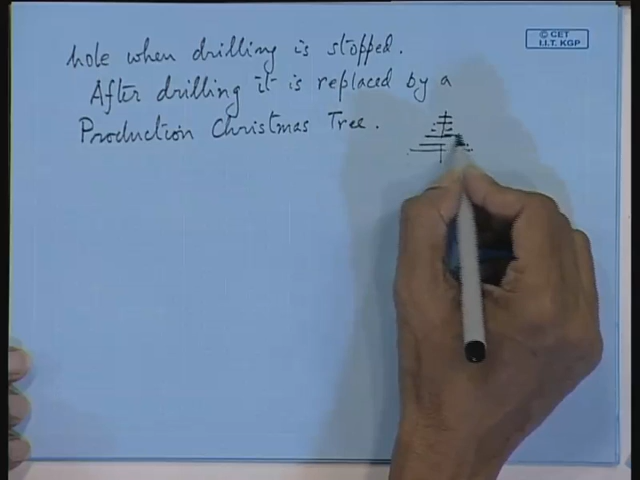 © CET
I.I.T. KGP
hole when drilling is stopped.
After drilling it is replaced by a
Production Christmas Tree.